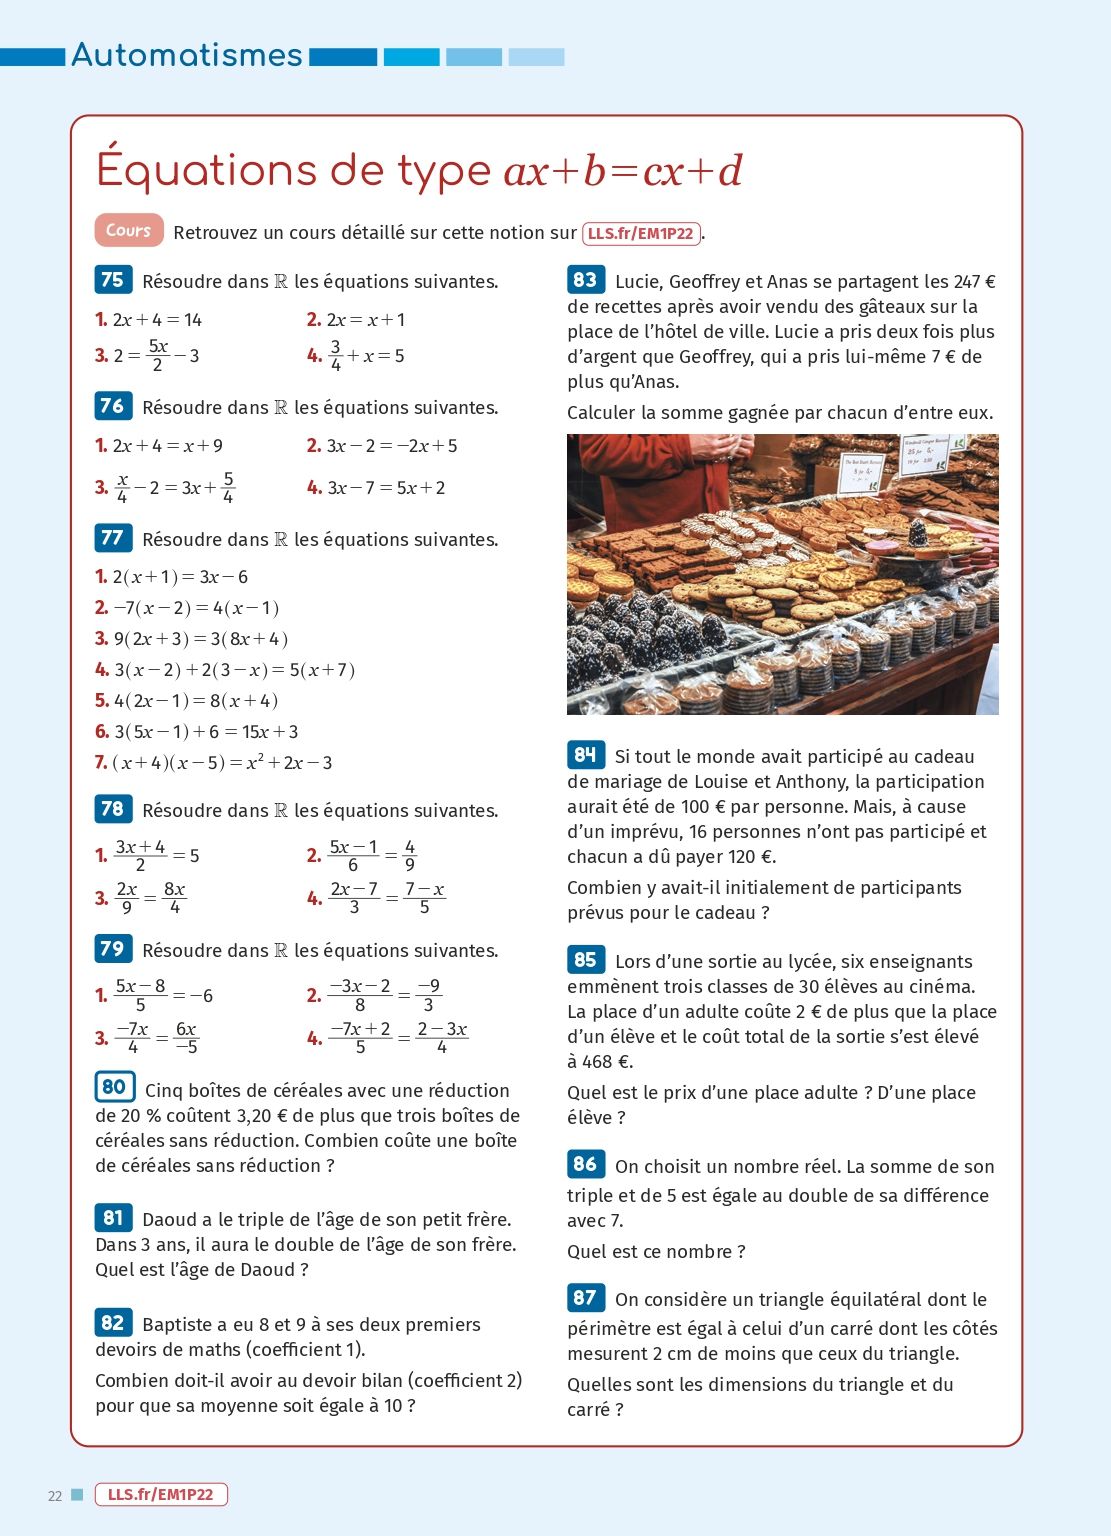 Automatismes
Équations de type ax+b=cx+d
Cours Retrouvez un cours détaillé sur cette notion sur LLS.fr/EM1P22.
75 Résoudre dans ℝ les équations suivantes.
1. 2x+4=14 2. 2x=x+1
3. 2=5x/2−3 4. 3/4+x=5
76 Résoudre dans ℝ les équations suivantes.
1. 2x+4=x+9 2. 3x−2=−2x+5
3. x/4−2=3x+5/4 4. 3x−7=5x+2
77 Résoudre dans ℝ les équations suivantes.
1. 2(x+1)=3x−6
2. −7(x−2)=4(x−1)
3. 9(2x+3)=3(8x+4)
4. 3(x−2)+2(3−x)=5(x+7)
5. 4(2x−1)=8(x+4)
6. 3(5x−1)+6=15x+3
7. (x+4)(x−5)=x²+2x−3
78 Résoudre dans ℝ les équations suivantes.
1. (3x+4)/2=5 2. (5x−1)/6=4/9
3. 2x/9=8x/4 4. (2x−7)/3=(7−x)/5
79 Résoudre dans ℝ les équations suivantes.
1. (5x−8)/5=−6 2. (−3x−2)/8=−9/3
3. −7x/4=6x/−5 4. (−7x+2)/5=(2−3x)/4
80 Cinq boîtes de céréales avec une réduction
de 20 % coûtent 3,20 € de plus que trois boîtes de
céréales sans réduction. Combien coûte une boîte
de céréales sans réduction ?
81 Daoud a le triple de l'âge de son petit frère.
Dans 3 ans, il aura le double de l'âge de son frère.
Quel est l'âge de Daoud ?
82 Baptiste a eu 8 et 9 à ses deux premiers
devoirs de maths (coefficient 1).
Combien doit-il avoir au devoir bilan (coefficient 2)
pour que sa moyenne soit égale à 10 ?
83 Lucie, Geoffrey et Anas se partagent les 247 €
de recettes après avoir vendu des gâteaux sur la
place de l'hôtel de ville. Lucie a pris deux fois plus
d'argent que Geoffrey, qui a pris lui-même 7 € de
plus qu'Anas.
Calculer la somme gagnée par chacun d'entre eux.
84 Si tout le monde avait participé au cadeau
de mariage de Louise et Anthony, la participation
aurait été de 100 € par personne. Mais, à cause
d'un imprévu, 16 personnes n'ont pas participé et
chacun a dû payer 120 €.
Combien y avait-il initialement de participants
prévus pour le cadeau ?
85 Lors d'une sortie au lycée, six enseignants
emmènent trois classes de 30 élèves au cinéma.
La place d'un adulte coûte 2 € de plus que la place
d'un élève et le coût total de la sortie s'est élevé
à 468 €.
Quel est le prix d'une place adulte ? D'une place
élève ?
86 On choisit un nombre réel. La somme de son
triple et de 5 est égale au double de sa différence
avec 7.
Quel est ce nombre ?
87 On considère un triangle équilatéral dont le
périmètre est égal à celui d'un carré dont les côtés
mesurent 2 cm de moins que ceux du triangle.
Quelles sont les dimensions du triangle et du
carré ?
22 LLS.fr/EM1P22